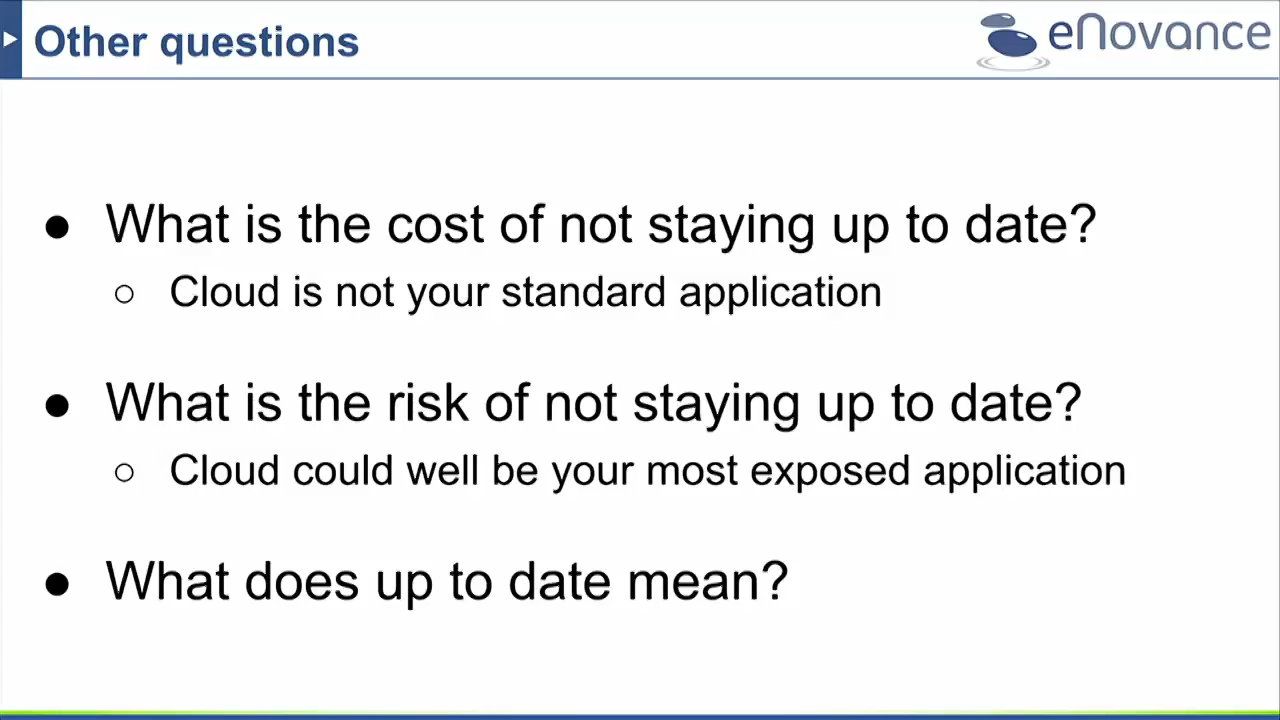 Other questions
eNovance
● What is the cost of not staying up to date?
○ Cloud is not your standard application
● What is the risk of not staying up to date?
○ Cloud could well be your most exposed application
● What does up to date mean?